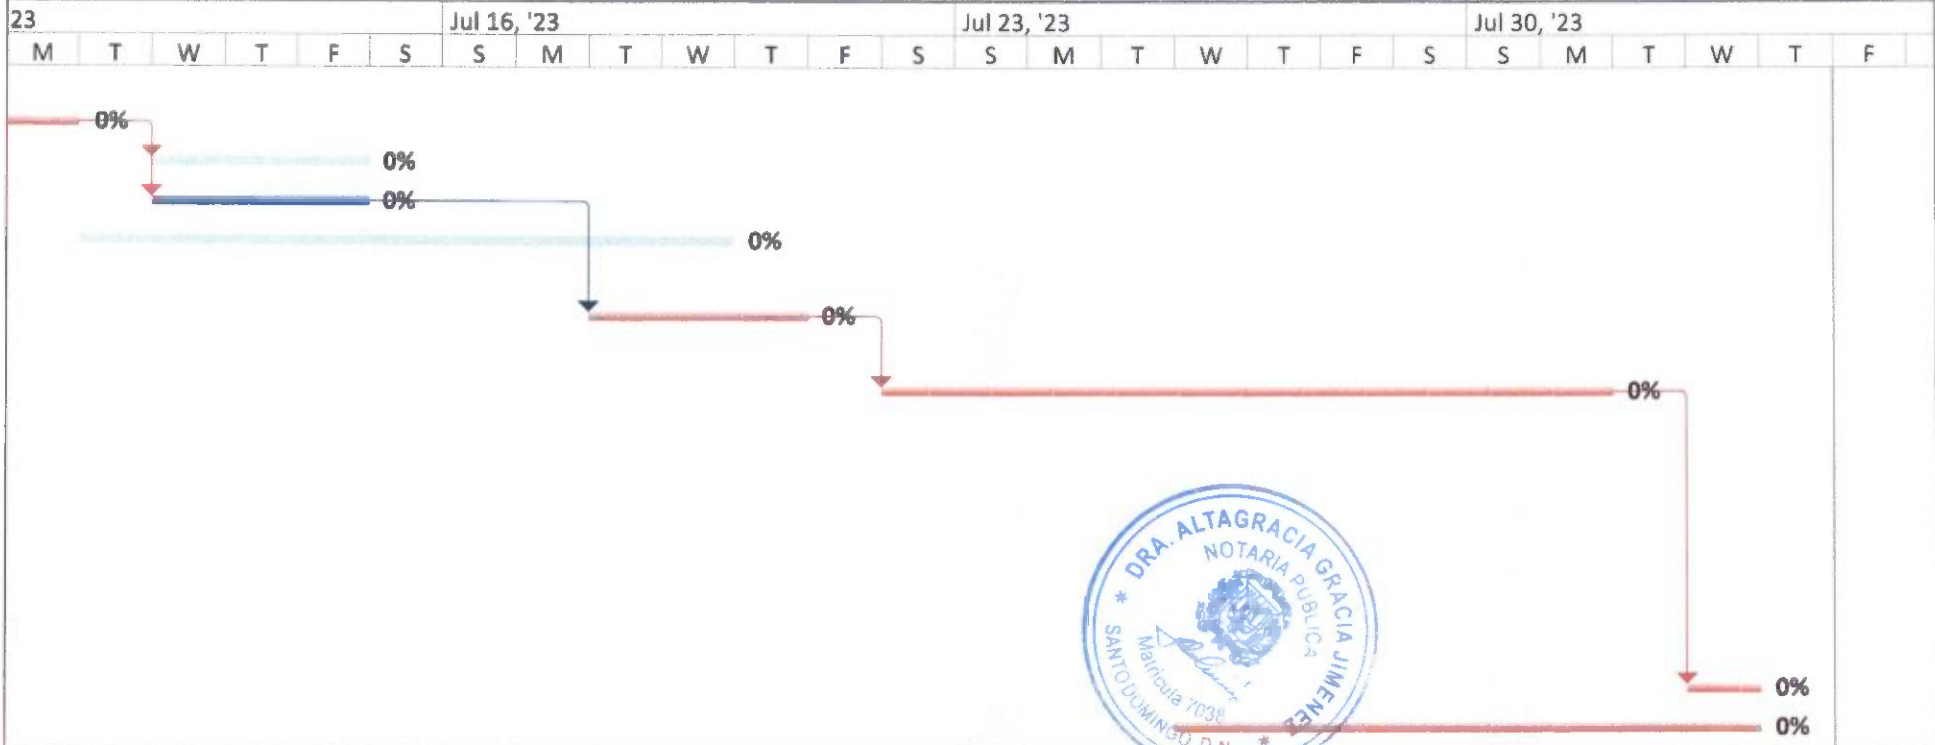 23 Jul 16, '23 Jul 23, '23 Jul 30, '23
M T W T F S S M T W T F S S M T W T F S S M T W T F
0%
0%
0%
0%
0%
0%
DRA. ALTAGRACIA GRACIA JIMENEZ
NOTARIA PUBLICA
Matrícula 7038
SANTO DOMINGO, D.N.
0%
0%